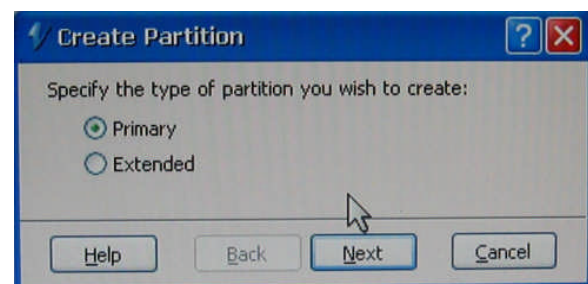 Create Partition
?
Specify the type of partition you wish to create:
Primary
Extended
Help
Back
Next
Cancel